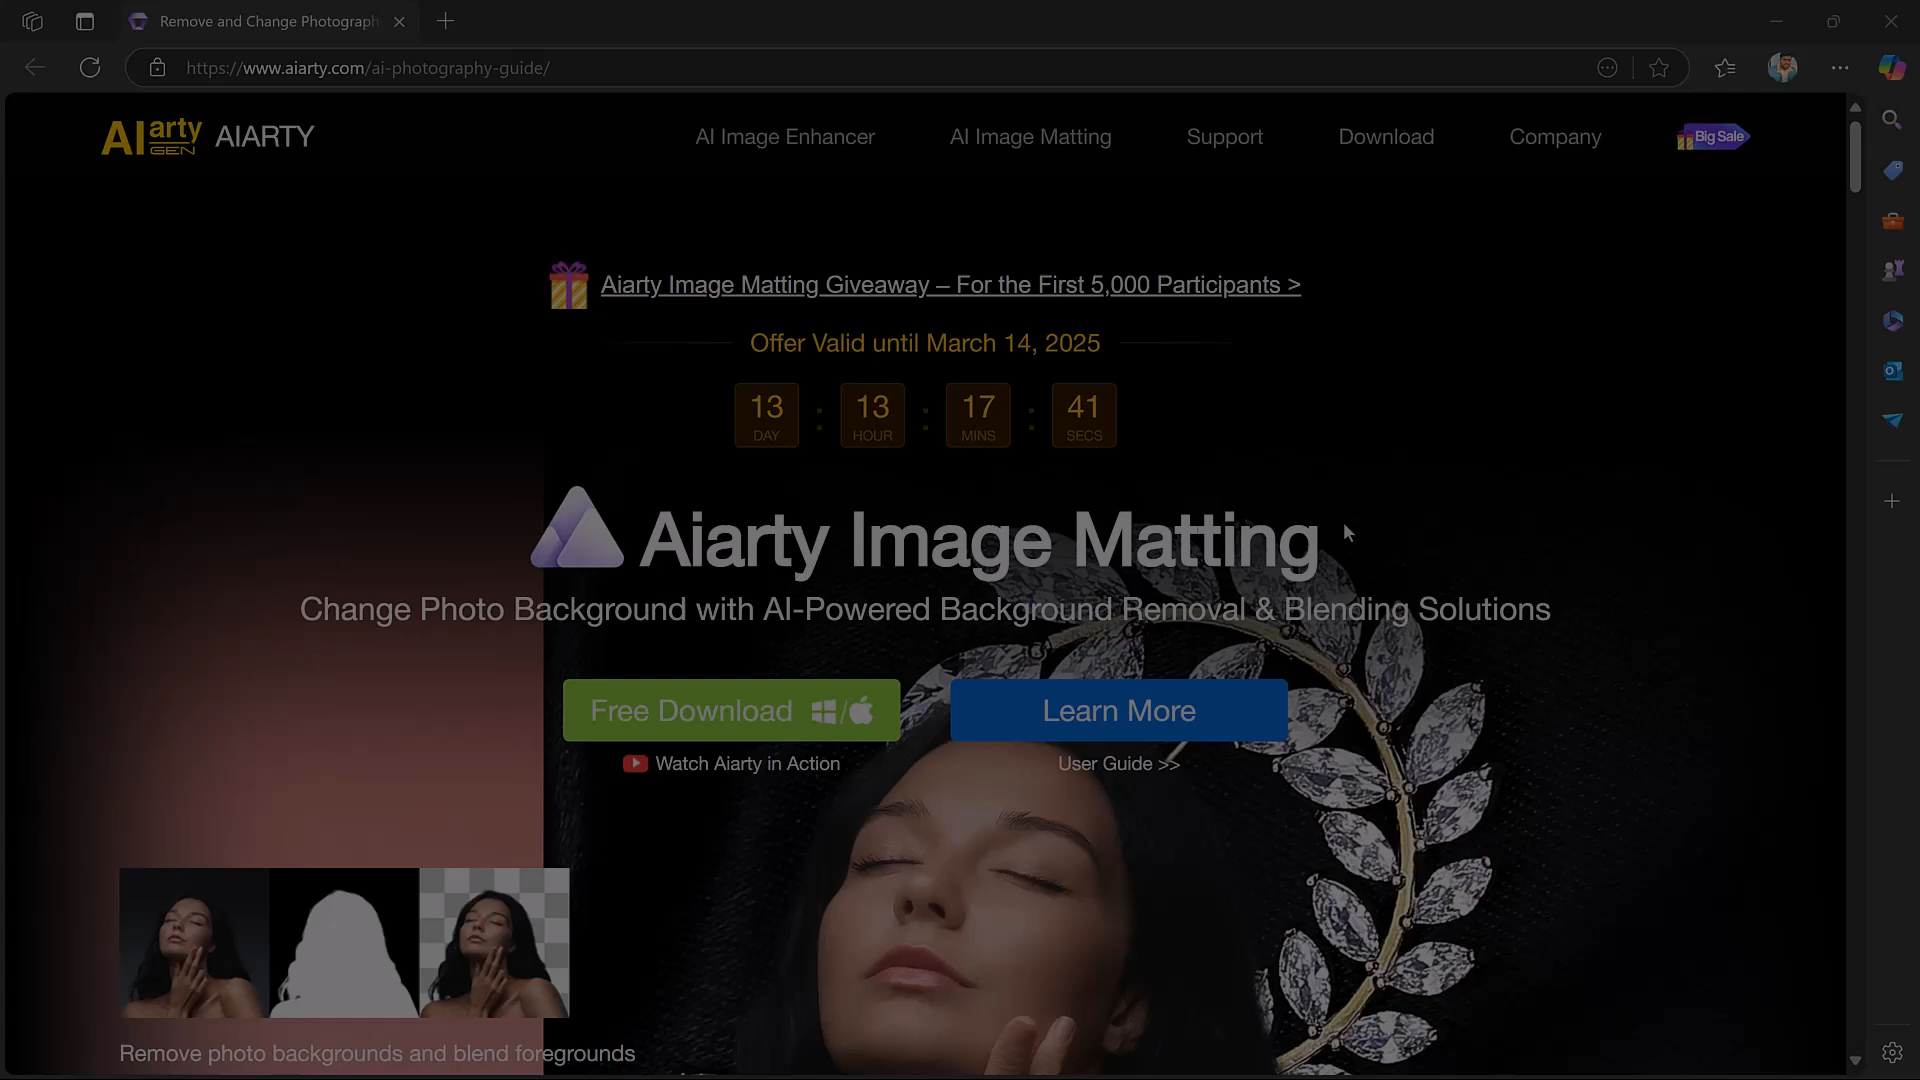 Remove and Change Photograph
https://www.aiarty.com/ai-photography-guide/
AI arty GEN AIARTY
AI Image Enhancer
AI Image Matting
Support
Download
Company
Big Sale
Aiarty Image Matting Giveaway – For the First 5,000 Participants >
Offer Valid until March 14, 2025
13 : 13 : 17 : 41
DAY HOUR MINS SECS
Aiarty Image Matting
Change Photo Background with AI-Powered Background Removal & Blending Solutions
Free Download /
Learn More
Watch Aiarty in Action
User Guide >>
Remove photo backgrounds and blend foregrounds